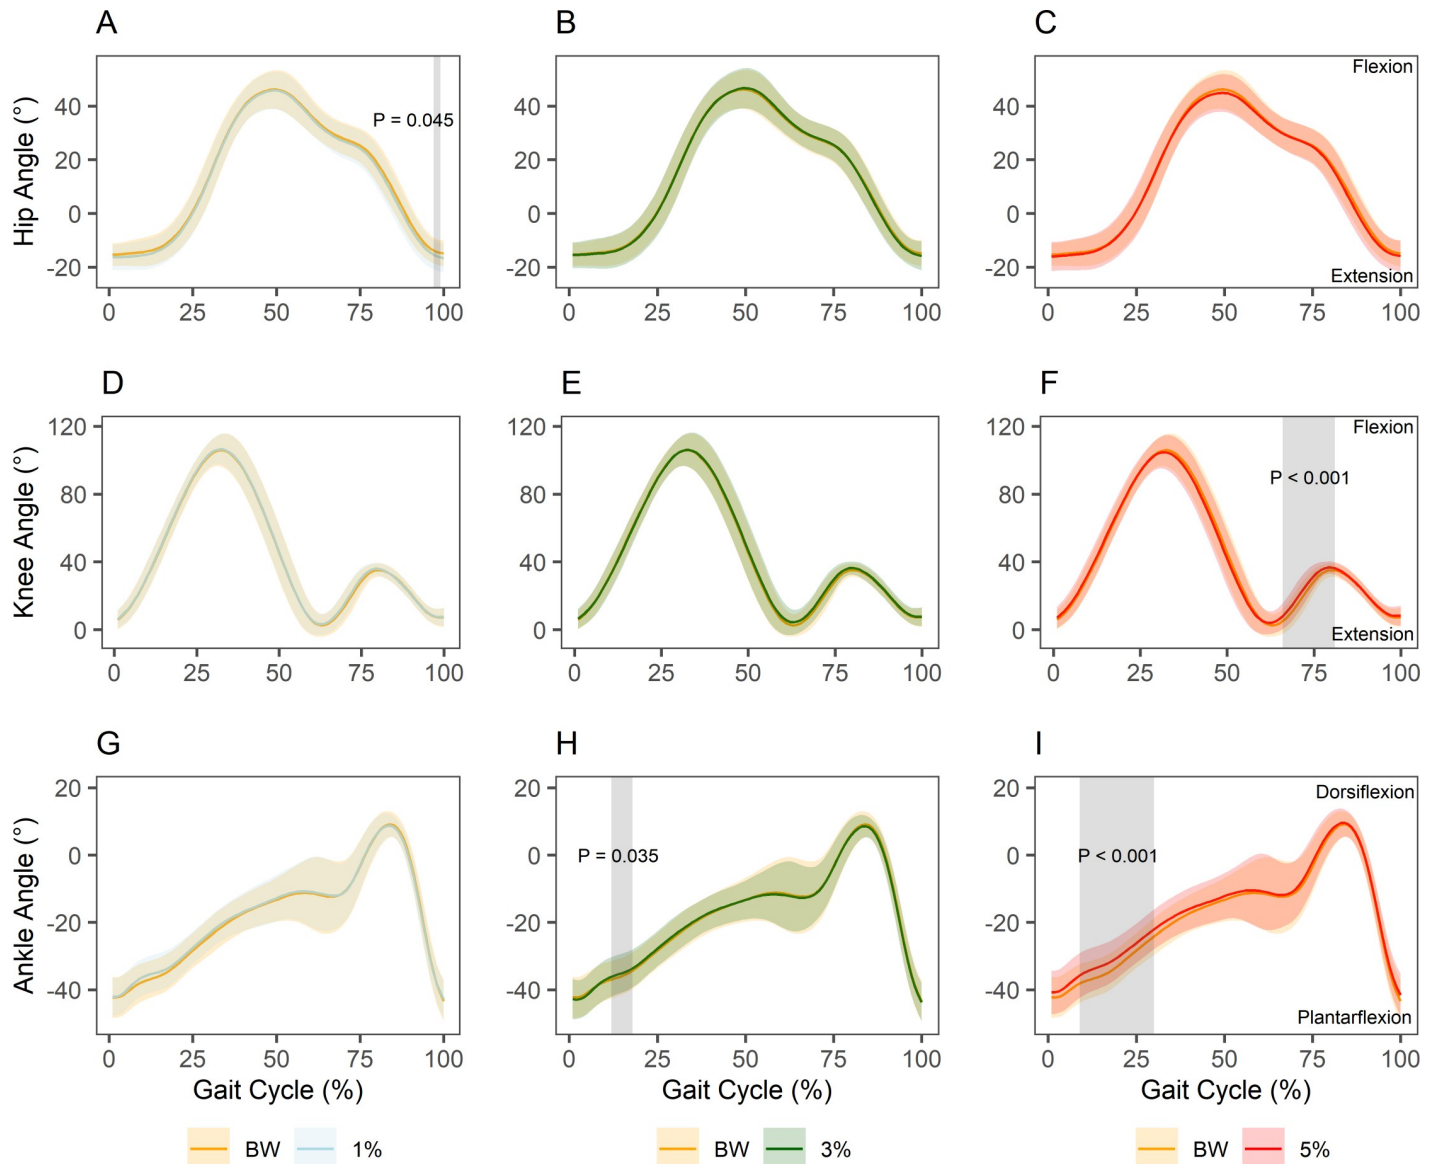 A
B
C
Hip Angle (°)
40
20
0
-20
P = 0.045
0 25 50 75 100
40
20
0
-20
0 25 50 75 100
40
20
0
-20
Flexion
Extension
0 25 50 75 100
D
E
F
Knee Angle (°)
120
80
40
0
0 25 50 75 100
120
80
40
0
0 25 50 75 100
120
80
40
0
Flexion
P < 0.001
Extension
0 25 50 75 100
G
H
I
Ankle Angle (°)
20
0
-20
-40
0 25 50 75 100
Gait Cycle (%)
20
0
-20
-40
P = 0.035
0 25 50 75 100
Gait Cycle (%)
20
0
-20
-40
Dorsiflexion
P < 0.001
Plantarflexion
0 25 50 75 100
Gait Cycle (%)
BW 1%
BW 3%
BW 5%